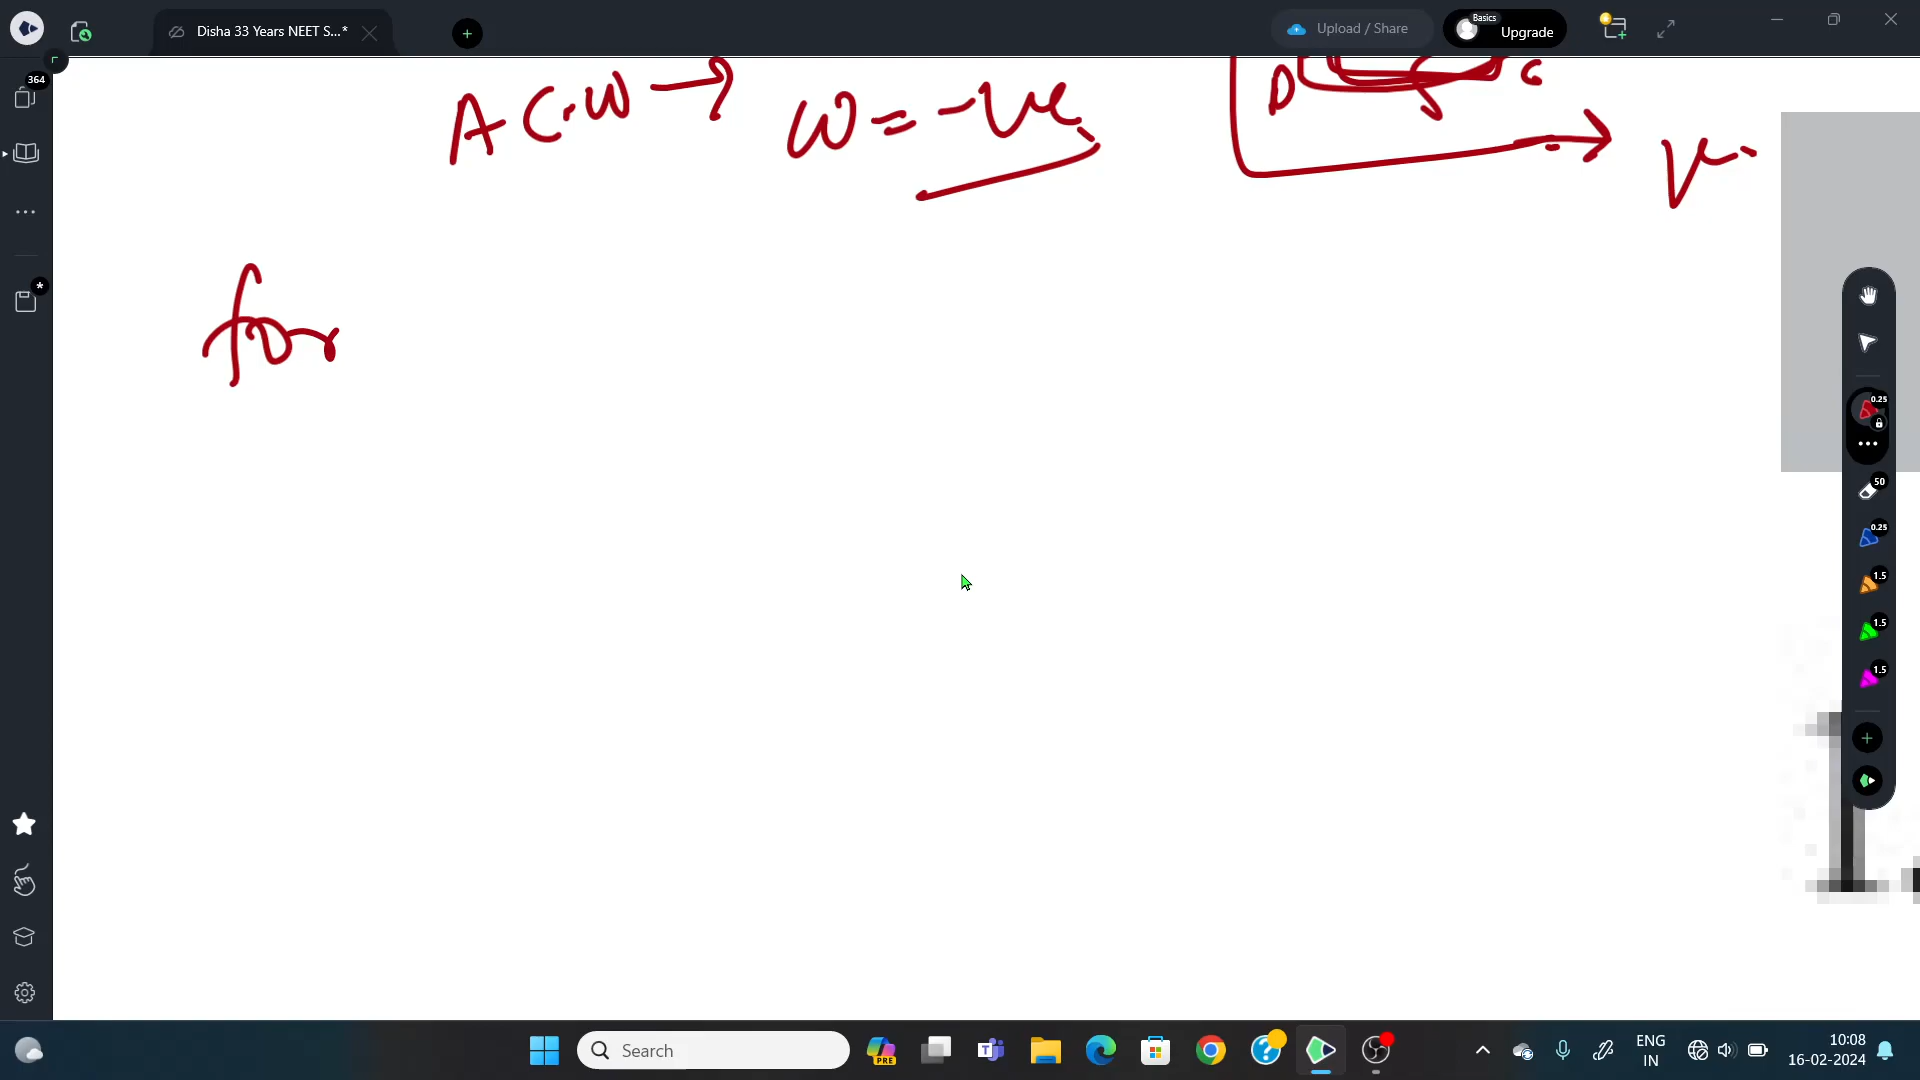 Disha 33 Years NEET S...*
Upload / Share
Basics
Upgrade
364
A C.W → W = -ve
D C
V
for
0.25
50
0.25
1.5
1.5
1.5
Search
PRE
ENG
IN
10:08
16-02-2024